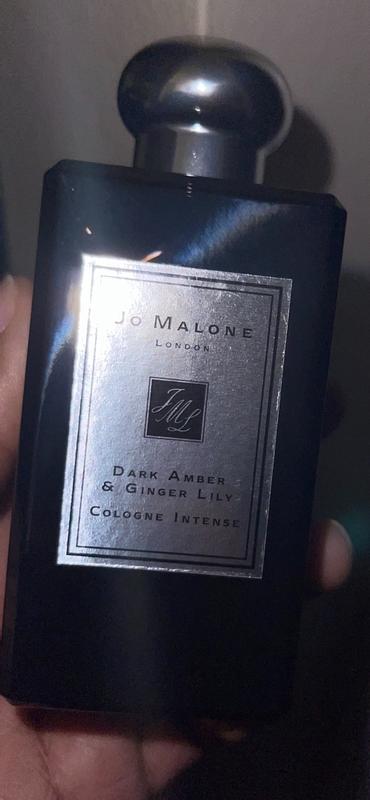 Jo Malone
London
JML
Dark Amber
& Ginger Lily
Cologne Intense